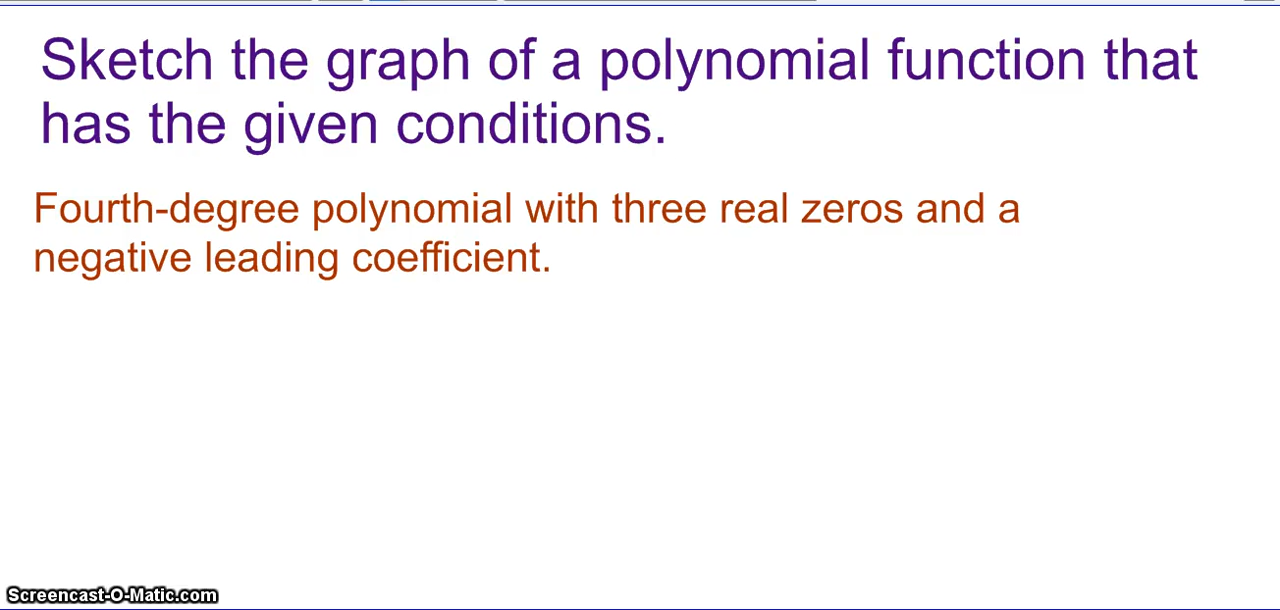 Sketch the graph of a polynomial function that
has the given conditions.
Fourth-degree polynomial with three real zeros and a
negative leading coefficient.
Screencast-O-Matic.com